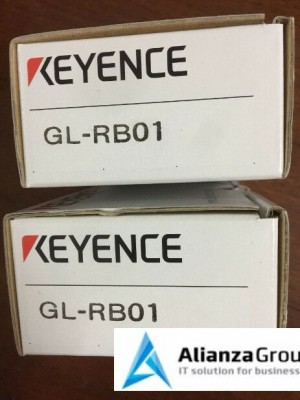 KEYENCE
GL-RB01
KEYENCE
GL-RB01
AlianzaGrou
IT solution for business